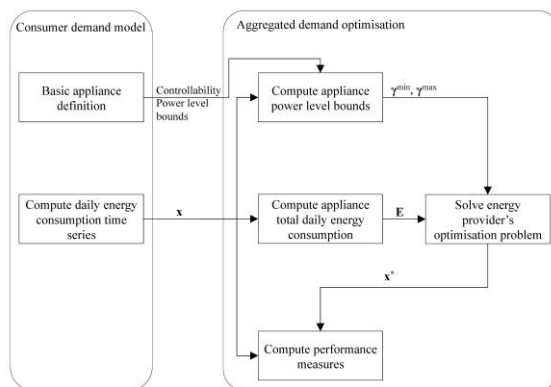 Consumer demand model
Aggregated demand optimisation
Basic appliance
definition
Controllability
Power level
bounds
Compute appliance
power level bounds
γmin, γmax
Compute daily energy
consumption time
series
x
Compute appliance
total daily energy
consumption
E
Solve energy
provider's
optimisation problem
x*
Compute performance
measures